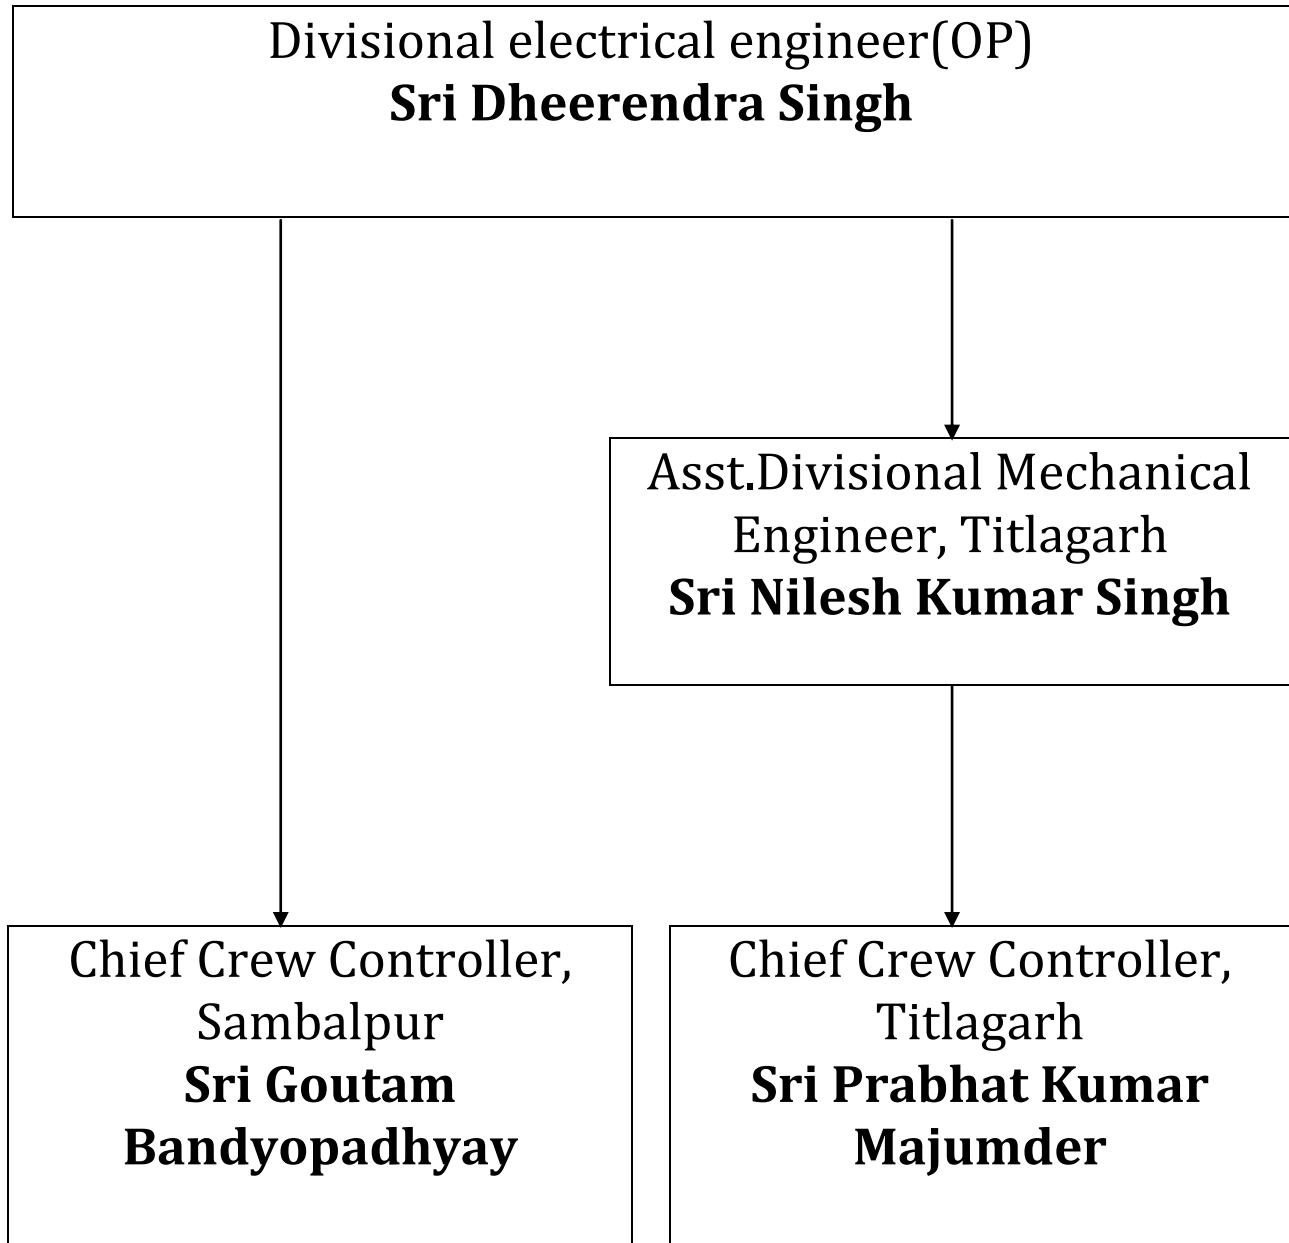 Divisional electrical engineer(OP)
Sri Dheerendra Singh
Asst.Divisional Mechanical
Engineer, Titlagarh
Sri Nilesh Kumar Singh
Chief Crew Controller,
Sambalpur
Sri Goutam
Bandyopadhyay
Chief Crew Controller,
Titlagarh
Sri Prabhat Kumar
Majumder